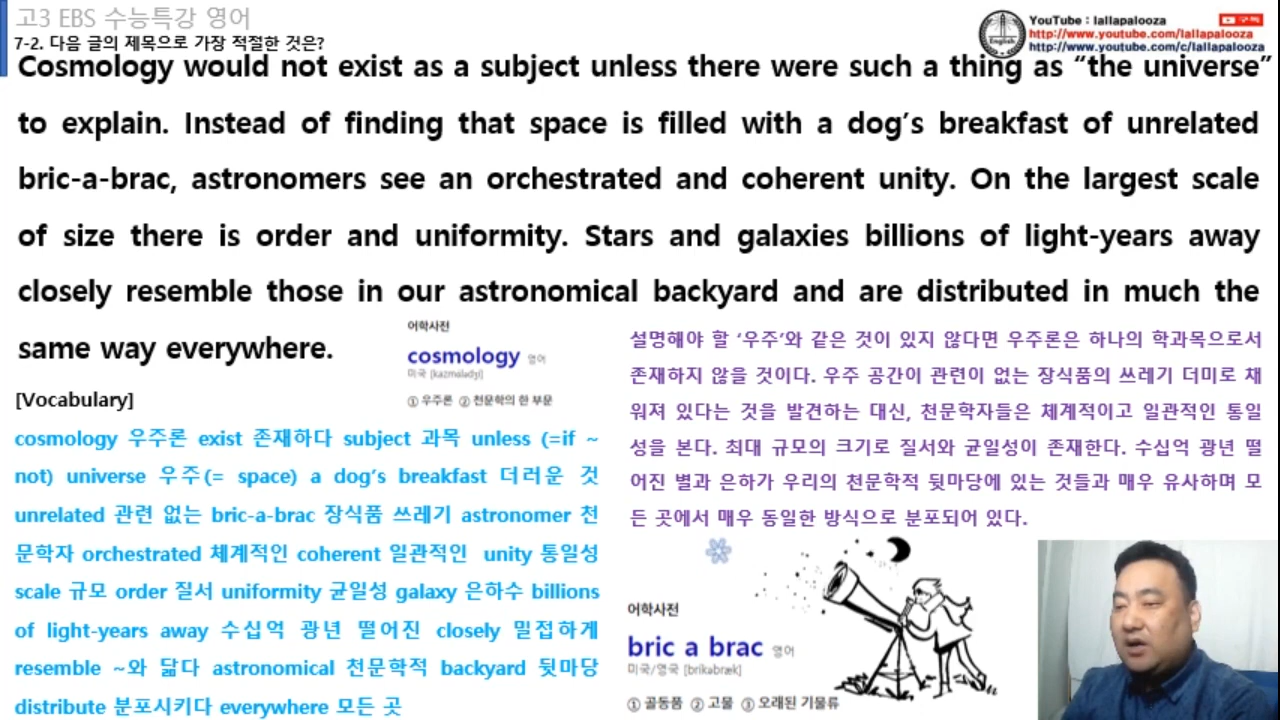 고3 EBS 수능특강 영어
7-2. 다음 글의 제목으로 가장 적절한 것은?
YouTube : lallapalooza 구독
http://www.youtube.com/lallapalooza
http://www.youtube.com/c/lallapalooza
English
Cosmology would not exist as a subject unless there were such a thing as “the universe”
to explain. Instead of finding that space is filled with a dog’s breakfast of unrelated
bric-a-brac, astronomers see an orchestrated and coherent unity. On the largest scale
of size there is order and uniformity. Stars and galaxies billions of light-years away
closely resemble those in our astronomical backyard and are distributed in much the
same way everywhere.
어학사전
cosmology 영어
미국 [kazmάlədʒi]
① 우주론 ② 천문학의 한 부문
[Vocabulary]
cosmology 우주론 exist 존재하다 subject 과목 unless (=if ~
not) universe 우주(= space) a dog’s breakfast 더러운 것
unrelated 관련 없는 bric-a-brac 장식품 쓰레기 astronomer 천
문학자 orchestrated 체계적인 coherent 일관적인 unity 통일성
scale 규모 order 질서 uniformity 균일성 galaxy 은하수 billions
of light-years away 수십억 광년 떨어진 closely 밀접하게
resemble ~와 닮다 astronomical 천문학적 backyard 뒷마당
distribute 분포시키다 everywhere 모든 곳
설명해야 할 ‘우주’와 같은 것이 있지 않다면 우주론은 하나의 학과목으로서
존재하지 않을 것이다. 우주 공간이 관련이 없는 장식품의 쓰레기 더미로 채
워져 있다는 것을 발견하는 대신, 천문학자들은 체계적이고 일관적인 통일
성을 본다. 최대 규모의 크기로 질서와 균일성이 존재한다. 수십억 광년 떨
어진 별과 은하가 우리의 천문학적 뒷마당에 있는 것들과 매우 유사하며 모
든 곳에서 매우 동일한 방식으로 분포되어 있다.
어학사전
bric a brac 영어
미국/영국 [brikəbræk]
① 골동품 ② 고물 ③ 오래된 기물류